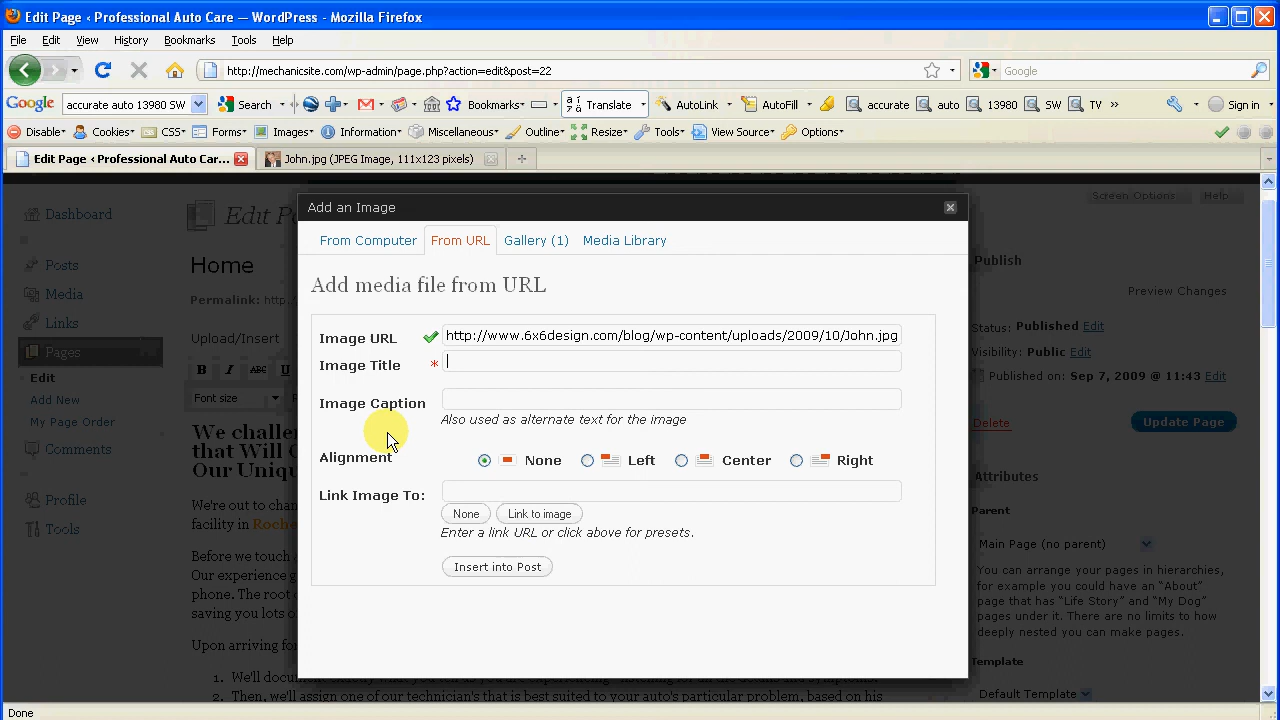 Edit Page ‹ Professional Auto Care — WordPress - Mozilla Firefox
File Edit View History Bookmarks Tools Help
http://mechanicsite.com/wp-admin/page.php?action=edit&post=22
Google
Google accurate auto 13980 SW Search Bookmarks Translate AutoLink AutoFill accurate auto 13980 SW TV » Sign in
Disable Cookies CSS Forms Images Information Miscellaneous Outline Resize Tools View Source Options
Edit Page ‹ Professional Auto Car... John.jpg (JPEG Image, 111x123 pixels)
Screen Options Help
Dashboard
Posts
Media
Links
Pages
Edit
Add New
My Page Order
Comments
Profile
Tools
Edit P
Home
Permalink: http:/
Upload/Insert
B I ABC U
Font size
We challen
that Will
Our Uniqu
We're out to chan
facility in Roche
Before we touch
Our experience g
phone. The root
saving you lots o
Upon arriving fo
Add an Image
From Computer From URL Gallery (1) Media Library
Add media file from URL
Image URL http://www.6x6design.com/blog/wp-content/uploads/2009/10/John.jpg
Image Title *
Image Caption
Also used as alternate text for the image
Alignment None Left Center Right
Link Image To:
None Link to image
Enter a link URL or click above for presets.
Insert into Post
2. Then, we'll assign one of our technician's that is best suited to your auto's particular problem, based on his
Publish
Preview Changes
Status: Published Edit
Visibility: Public Edit
Published on: Sep 7, 2009 @ 11:43 Edit
Delete
Update Page
Attributes
Parent
Main Page (no parent)
You can arrange your pages in hierarchies,
for example you could have an “About”
page that has “Life Story” and “My Dog”
pages under it. There are no limits to how
deeply nested you can make pages.
Template
Default Template
Done